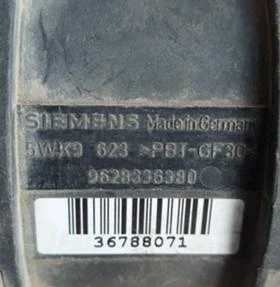 SIEMENS Made in Germany
5WK9 623 >PBT-GF30<
9628336380
36788071